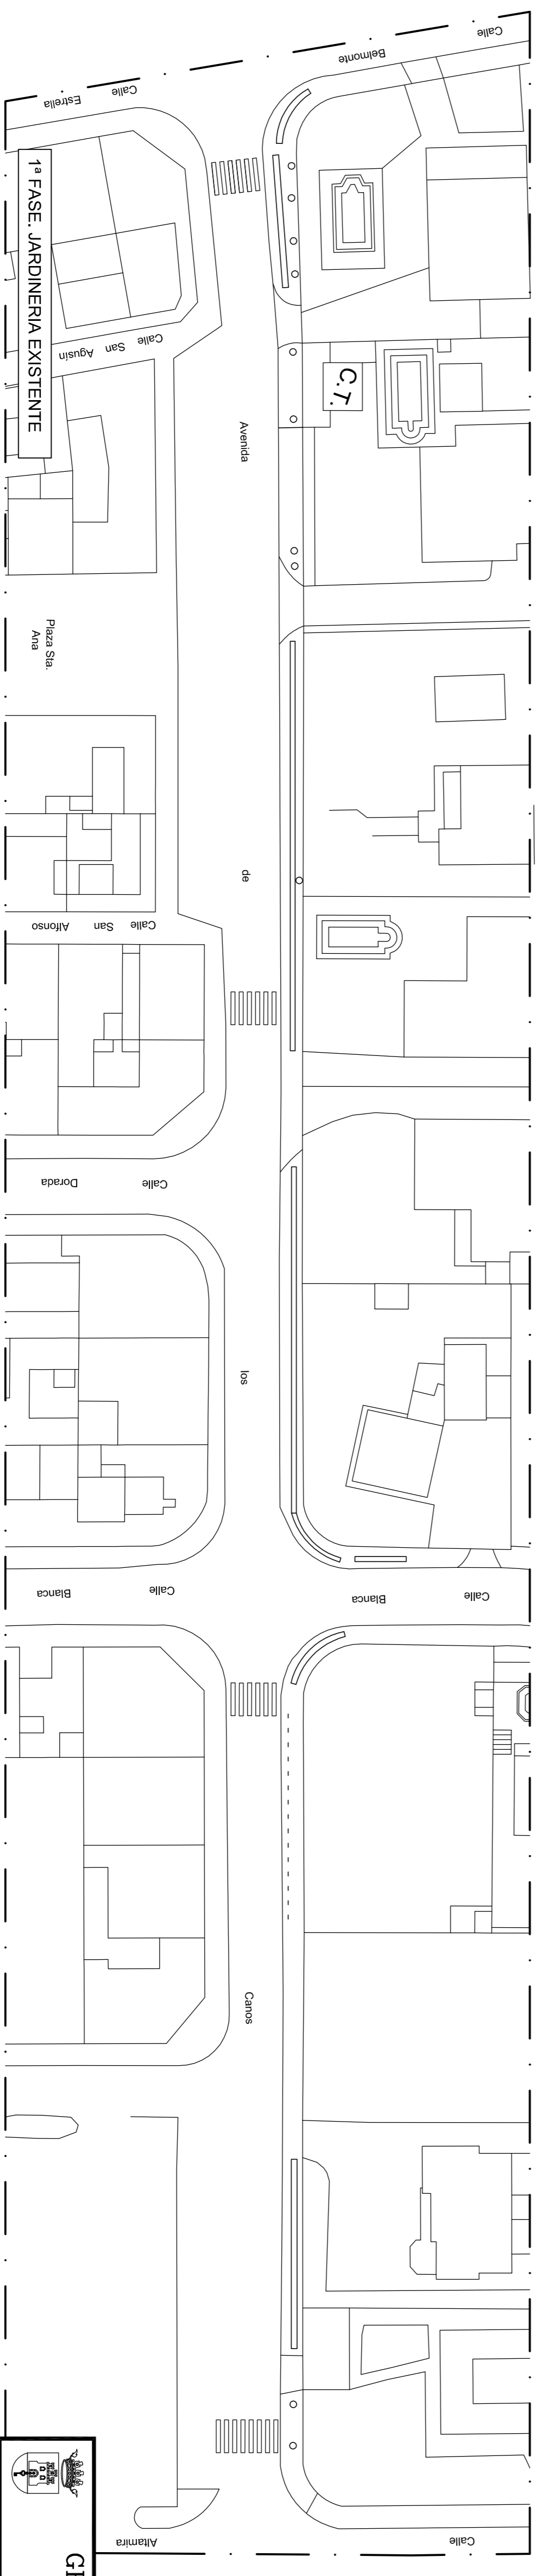 Calle
Belmonte
Calle
Estrella
1ª FASE. JARDINERIA EXISTENTE
Calle San Agusin
C.T.
Avenida
Plaza Sta.
Ana
de
Calle San Alfonso
Calle
Dorada
los
Calle
Blanca
Calle
Blanca
Canos
Altamira
Calle